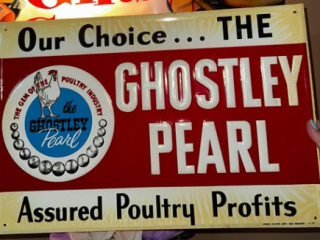 Our Choice... THE
GHOSTLEY
PEARL
THE GEM OF THE POULTRY INDUSTRY
the
GHOSTLEY
Pearl
Assured Poultry Profits